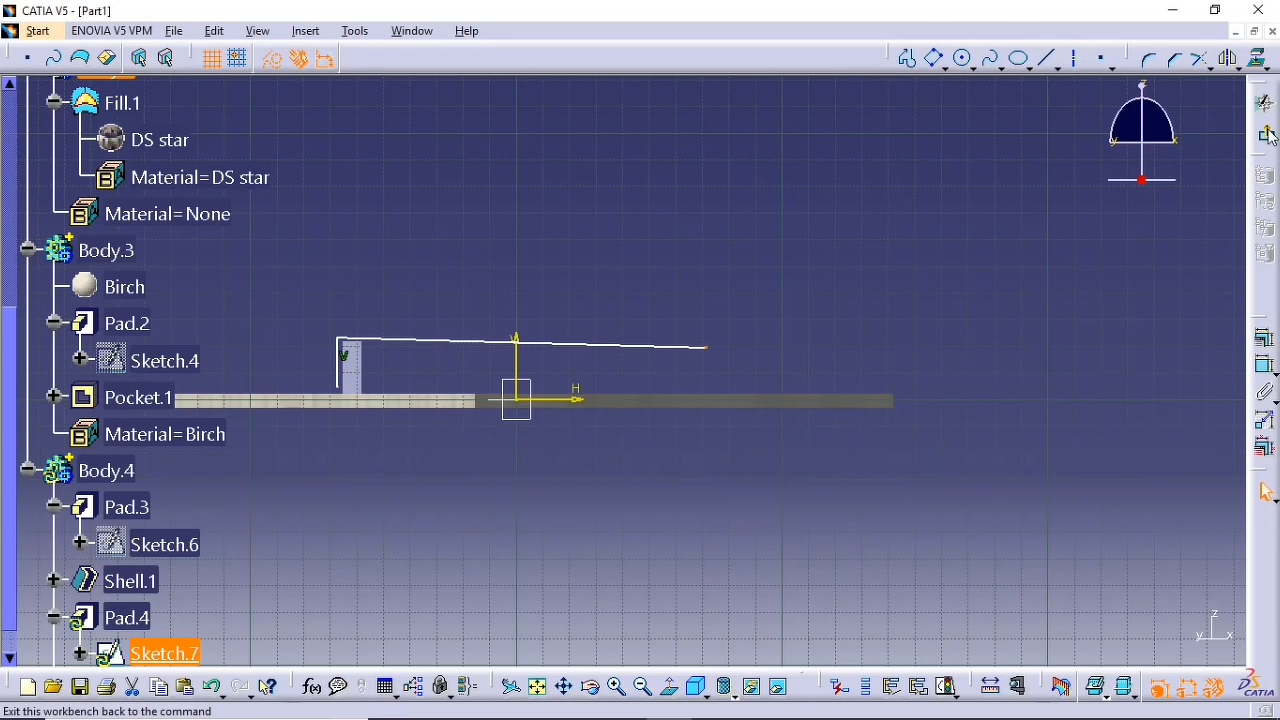 CATIA V5 - [Part1]
Start ENOVIA V5 VPM File Edit View Insert Tools Window Help
Fill.1
DS star
Material=DS star
Material=None
Body.3
Birch
Pad.2
Sketch.4
Pocket.1
Material=Birch
Body.4
Pad.3
Sketch.6
Shell.1
Pad.4
Sketch.7
z
y x
V
V
H
z
y x
f(x)
CATIA
Exit this workbench back to the command